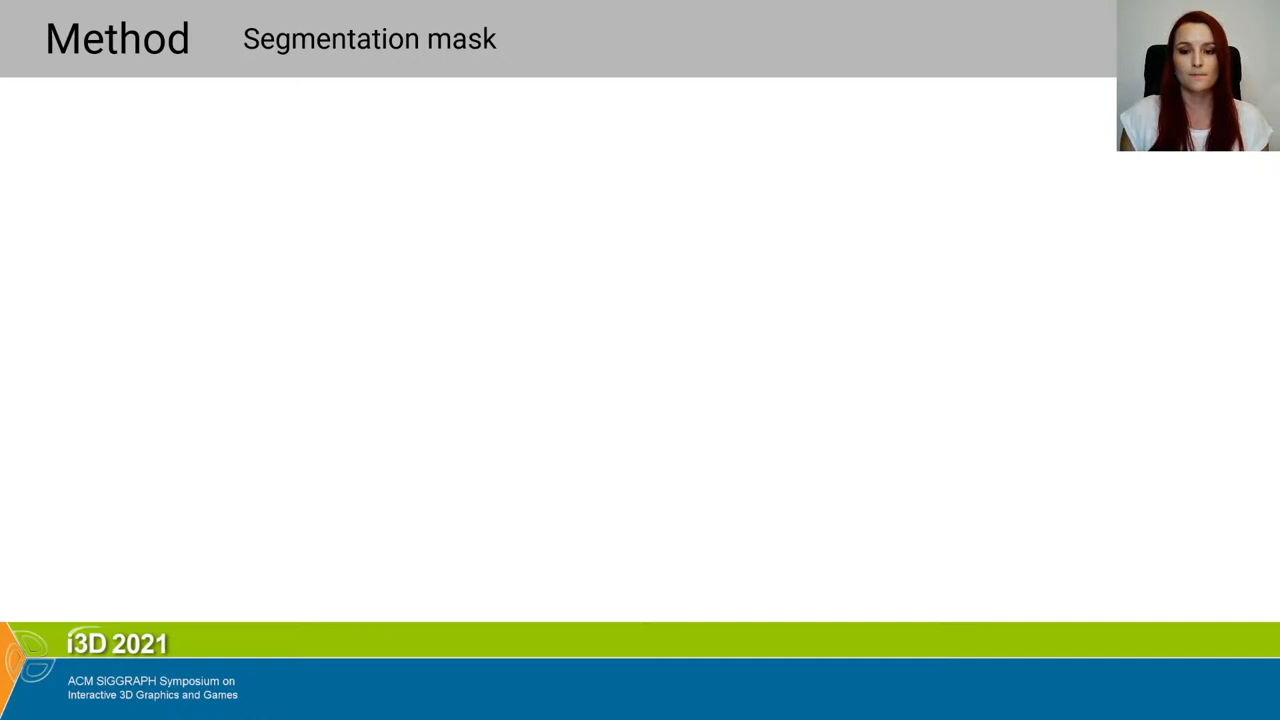 Method
Segmentation mask
i3D 2021
ACM SIGGRAPH Symposium on
Interactive 3D Graphics and Games